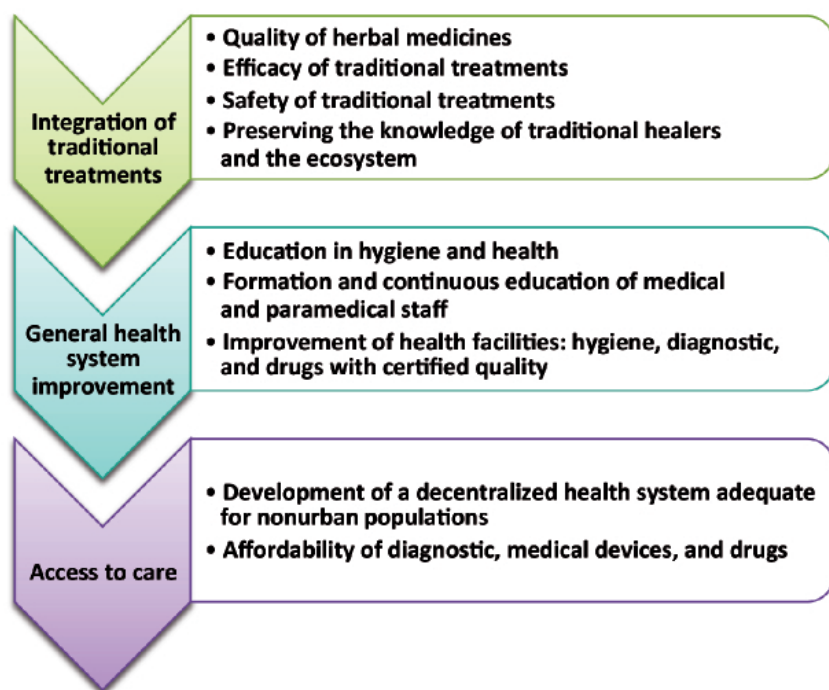 Integration of
traditional
treatments
• Quality of herbal medicines
• Efficacy of traditional treatments
• Safety of traditional treatments
• Preserving the knowledge of traditional healers
and the ecosystem
General health
system
improvement
• Education in hygiene and health
• Formation and continuous education of medical
and paramedical staff
• Improvement of health facilities: hygiene, diagnostic,
and drugs with certified quality
Access to care
• Development of a decentralized health system adequate
for nonurban populations
• Affordability of diagnostic, medical devices, and drugs